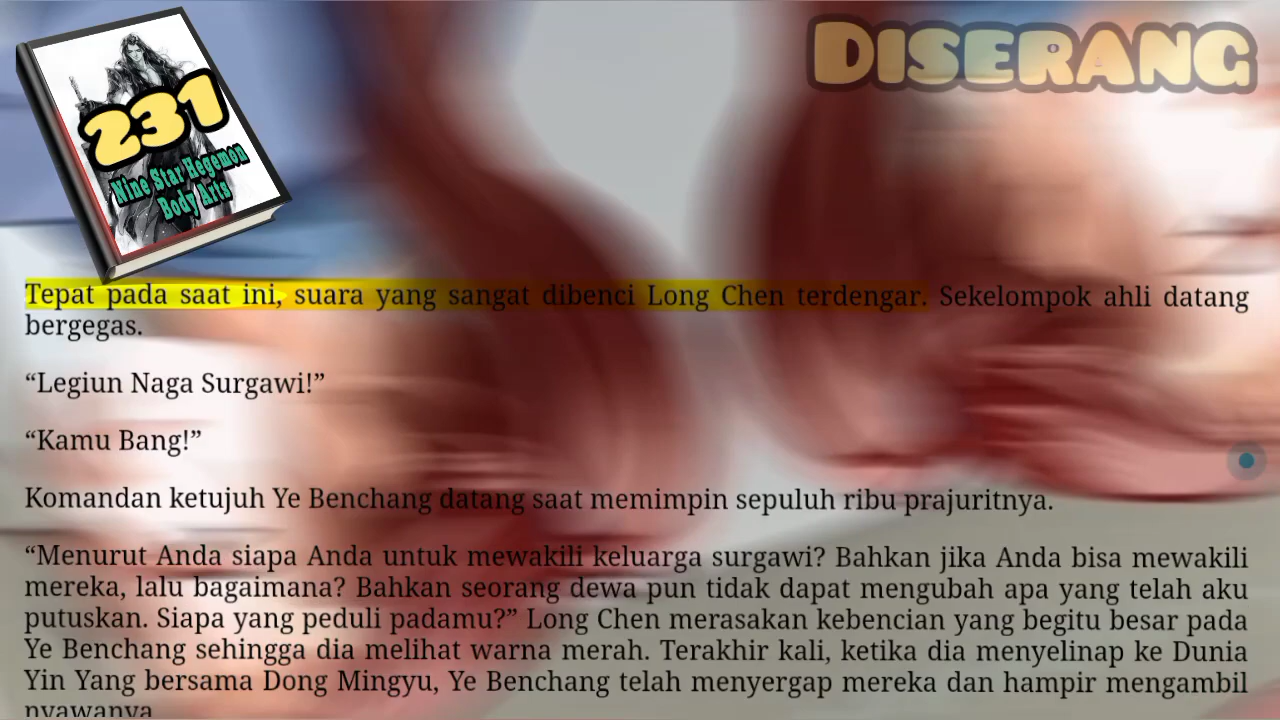 DISERANG
231
Nine Star Hegemon
Body Arts
Tepat pada saat ini, suara yang sangat dibenci Long Chen terdengar. Sekelompok ahli datang
bergegas.
“Legiun Naga Surgawi!”
“Kamu Bang!”
Komandan ketujuh Ye Benchang datang saat memimpin sepuluh ribu prajuritnya.
“Menurut Anda siapa Anda untuk mewakili keluarga surgawi? Bahkan jika Anda bisa mewakili
mereka, lalu bagaimana? Bahkan seorang dewa pun tidak dapat mengubah apa yang telah aku
putuskan. Siapa yang peduli padamu?” Long Chen merasakan kebencian yang begitu besar pada
Ye Benchang sehingga dia melihat warna merah. Terakhir kali, ketika dia menyelinap ke Dunia
Yin Yang bersama Dong Mingyu, Ye Benchang telah menyergap mereka dan hampir mengambil
nyawanya